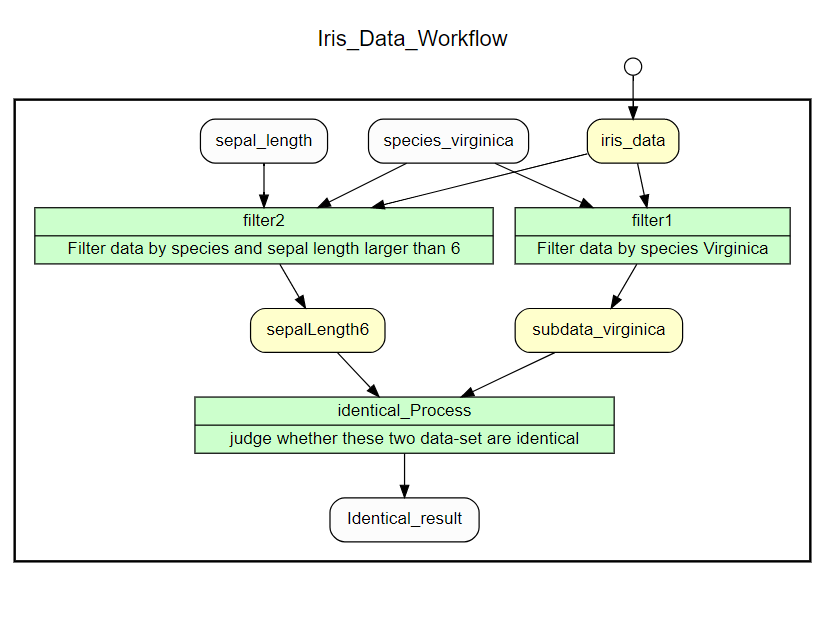 Iris_Data_Workflow
sepal_length
species_virginica
iris_data
filter2
Filter data by species and sepal length larger than 6
filter1
Filter data by species Virginica
sepalLength6
subdata_virginica
identical_Process
judge whether these two data-set are identical
Identical_result